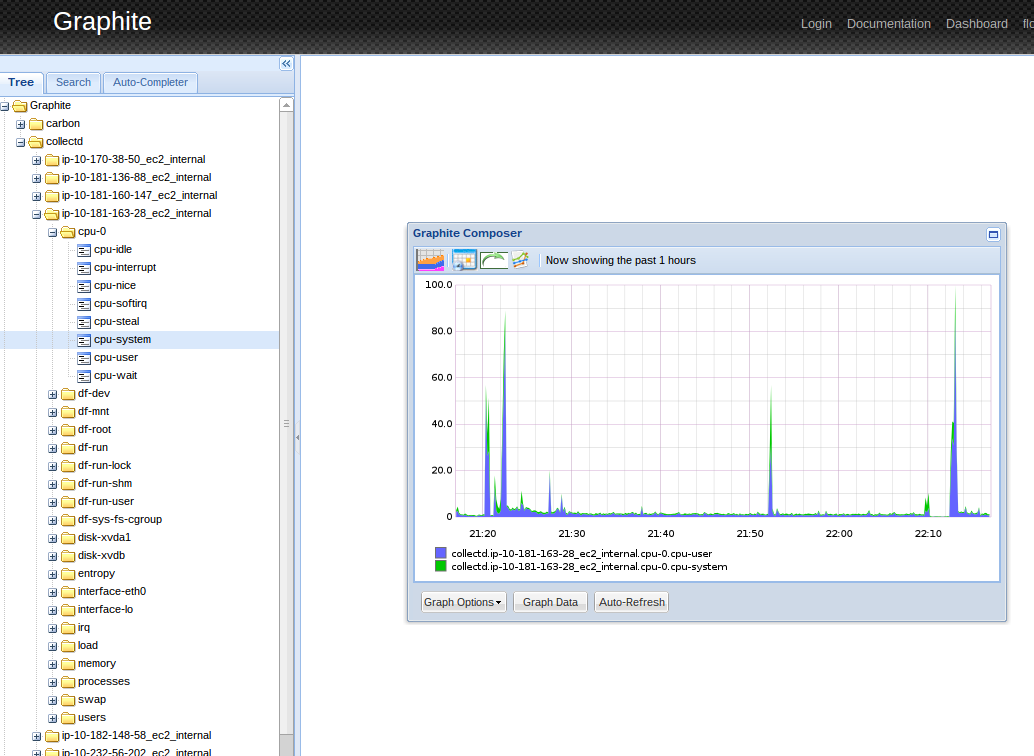 Graphite
Login Documentation Dashboard
Tree Search Auto-Completer
Graphite
carbon
collectd
ip-10-170-38-50_ec2_internal
ip-10-181-136-88_ec2_internal
ip-10-181-160-147_ec2_internal
ip-10-181-163-28_ec2_internal
cpu-0
cpu-idle
cpu-interrupt
cpu-nice
cpu-softirq
cpu-steal
cpu-system
cpu-user
cpu-wait
df-dev
df-mnt
df-root
df-run
df-run-lock
df-run-shm
df-run-user
df-sys-fs-cgroup
disk-xvda1
disk-xvdb
entropy
interface-eth0
interface-lo
irq
load
memory
processes
swap
users
ip-10-182-148-58_ec2_internal
ip-10-232-56-202_ec2_internal
Graphite Composer
Now showing the past 1 hours
100.0
80.0
60.0
40.0
20.0
0
21:20 21:30 21:40 21:50 22:00 22:10
collectd.ip-10-181-163-28_ec2_internal.cpu-0.cpu-user
collectd.ip-10-181-163-28_ec2_internal.cpu-0.cpu-system
Graph Options Graph Data Auto-Refresh